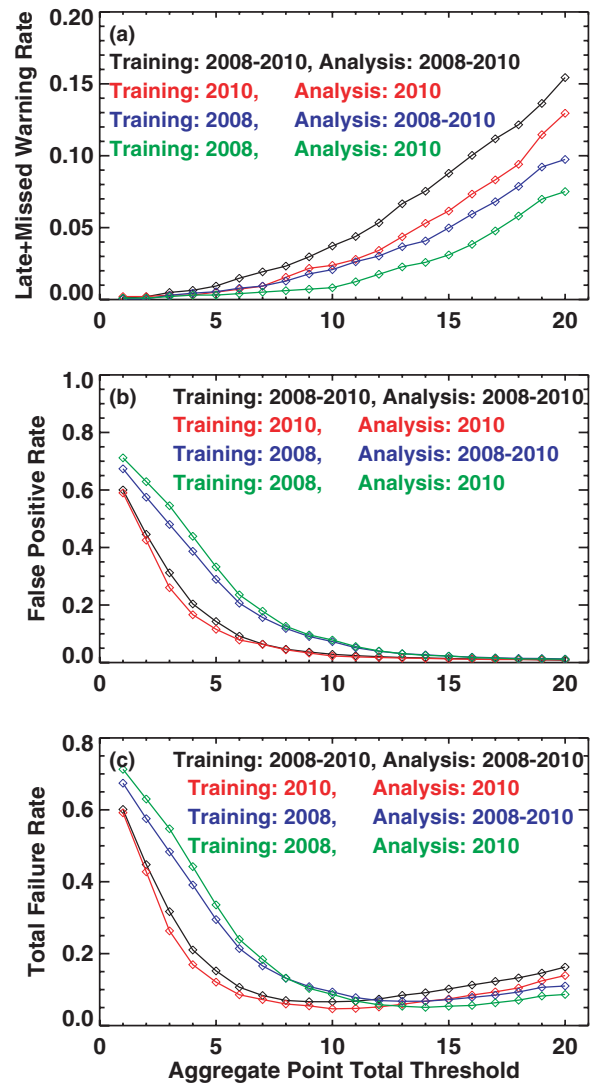 (a)
Training: 2008-2010, Analysis: 2008-2010
Training: 2010, Analysis: 2010
Training: 2008, Analysis: 2008-2010
Training: 2008, Analysis: 2010
Late+Missed Warning Rate
0.20
0.15
0.10
0.05
0.00
0 5 10 15 20
(b)
Training: 2008-2010, Analysis: 2008-2010
Training: 2010, Analysis: 2010
Training: 2008, Analysis: 2008-2010
Training: 2008, Analysis: 2010
False Positive Rate
1.0
0.8
0.6
0.4
0.2
0.0
0 5 10 15 20
(c)
Training: 2008-2010, Analysis: 2008-2010
Training: 2010, Analysis: 2010
Training: 2008, Analysis: 2008-2010
Training: 2008, Analysis: 2010
Total Failure Rate
0.8
0.6
0.4
0.2
0.0
0 5 10 15 20
Aggregate Point Total Threshold